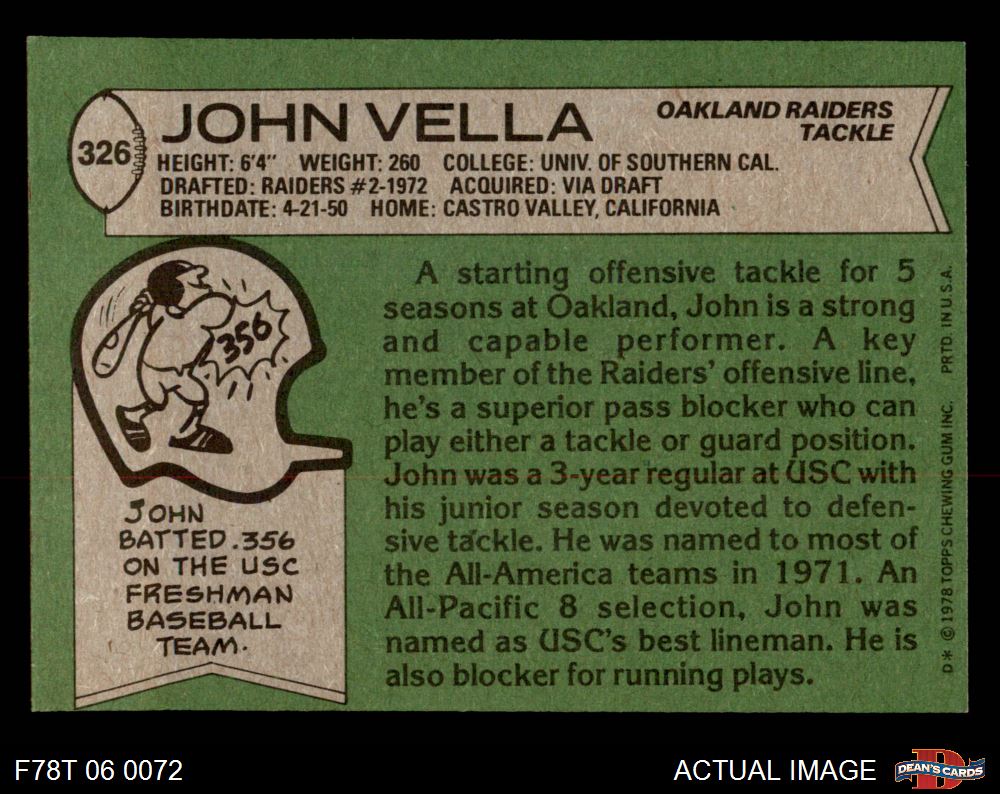 326
JOHN VELLA
OAKLAND RAIDERS
TACKLE
HEIGHT: 6'4" WEIGHT: 260 COLLEGE: UNIV. OF SOUTHERN CAL.
DRAFTED: RAIDERS #2-1972 ACQUIRED: VIA DRAFT
BIRTHDATE: 4-21-50 HOME: CASTRO VALLEY, CALIFORNIA
356
JOHN
BATTED .356
ON THE USC
FRESHMAN
BASEBALL
TEAM.
A starting offensive tackle for 5
seasons at Oakland, John is a strong
and capable performer. A key
member of the Raiders' offensive line,
he's a superior pass blocker who can
play either a tackle or guard position.
John was a 3-year regular at USC with
his junior season devoted to defen-
sive tackle. He was named to most of
the All-America teams in 1971. An
All-Pacific 8 selection, John was
named as USC's best lineman. He is
also blocker for running plays.
D* © 1978 TOPPS CHEWING GUM INC. PRTD. IN U.S.A.
F78T 06 0072
ACTUAL IMAGE
DEAN'S CARDS